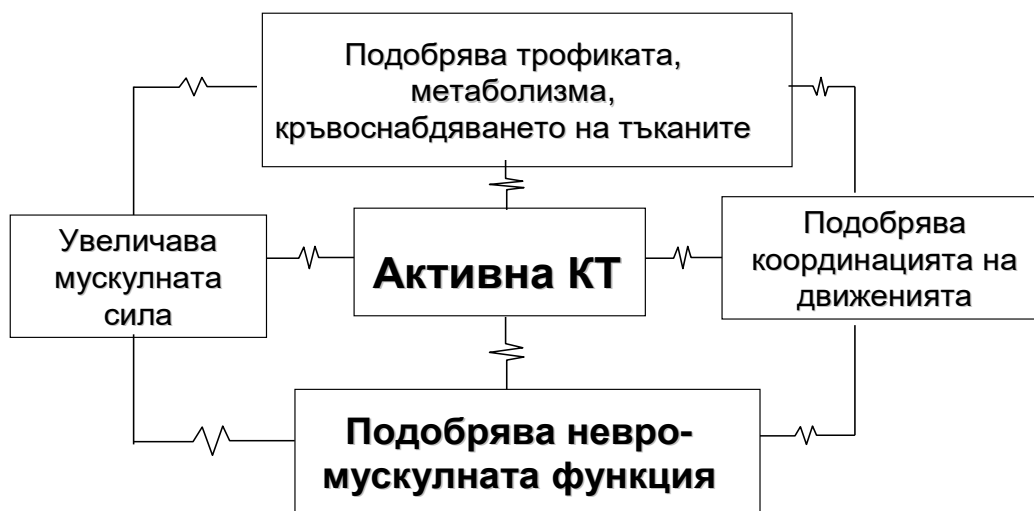 Подобрява трофиката,
метаболизма,
кръвоснабдяването на тъканите
Увеличава
мускулната
сила
Активна КТ
Подобрява
координацията на
движенията
Подобрява невро-
мускулната функция